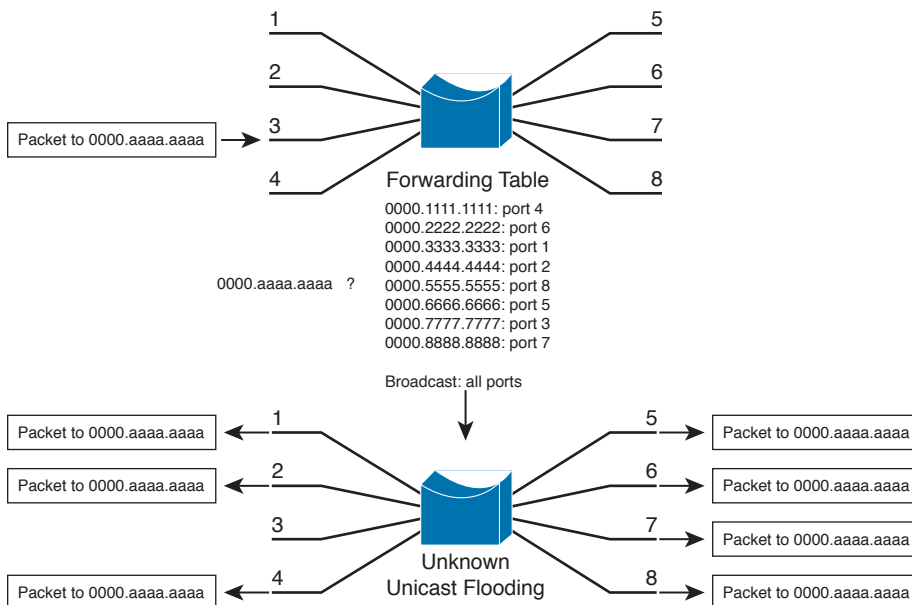 1
5
2
6
Packet to 0000.aaaa.aaaa
3
7
4
8
Forwarding Table
0000.1111.1111: port 4
0000.2222.2222: port 6
0000.3333.3333: port 1
0000.4444.4444: port 2
0000.aaaa.aaaa ?
0000.5555.5555: port 8
0000.6666.6666: port 5
0000.7777.7777: port 3
0000.8888.8888: port 7
Broadcast: all ports
Packet to 0000.aaaa.aaaa
1
5
Packet to 0000.aaaa.aaaa
Packet to 0000.aaaa.aaaa
2
6
Packet to 0000.aaaa.aaaa
3
7
Packet to 0000.aaaa.aaaa
Packet to 0000.aaaa.aaaa
4
8
Packet to 0000.aaaa.aaaa
Unknown
Unicast Flooding